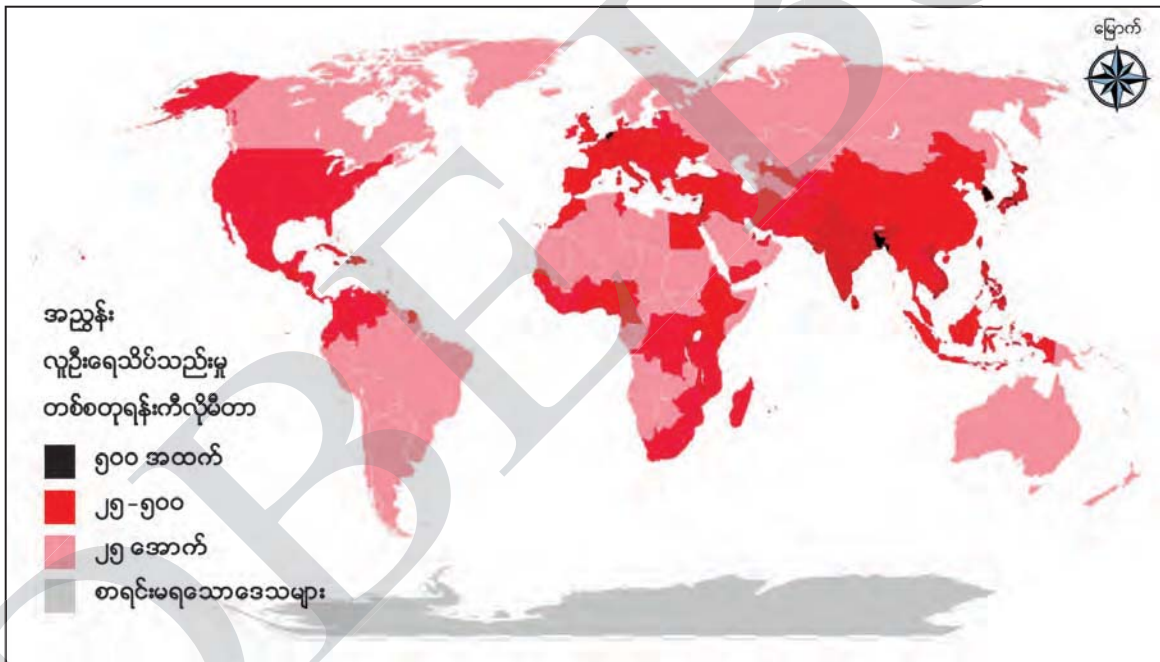 မြောက်
အညွှန်း
လူဦးရေသိပ်သည်းမှု
တစ်စတုရန်းကီလိုမီတာ
၅၀၀ အထက်
၂၅-၅၀၀
၂၅ အောက်
စာရင်းမရသောဒေသများ